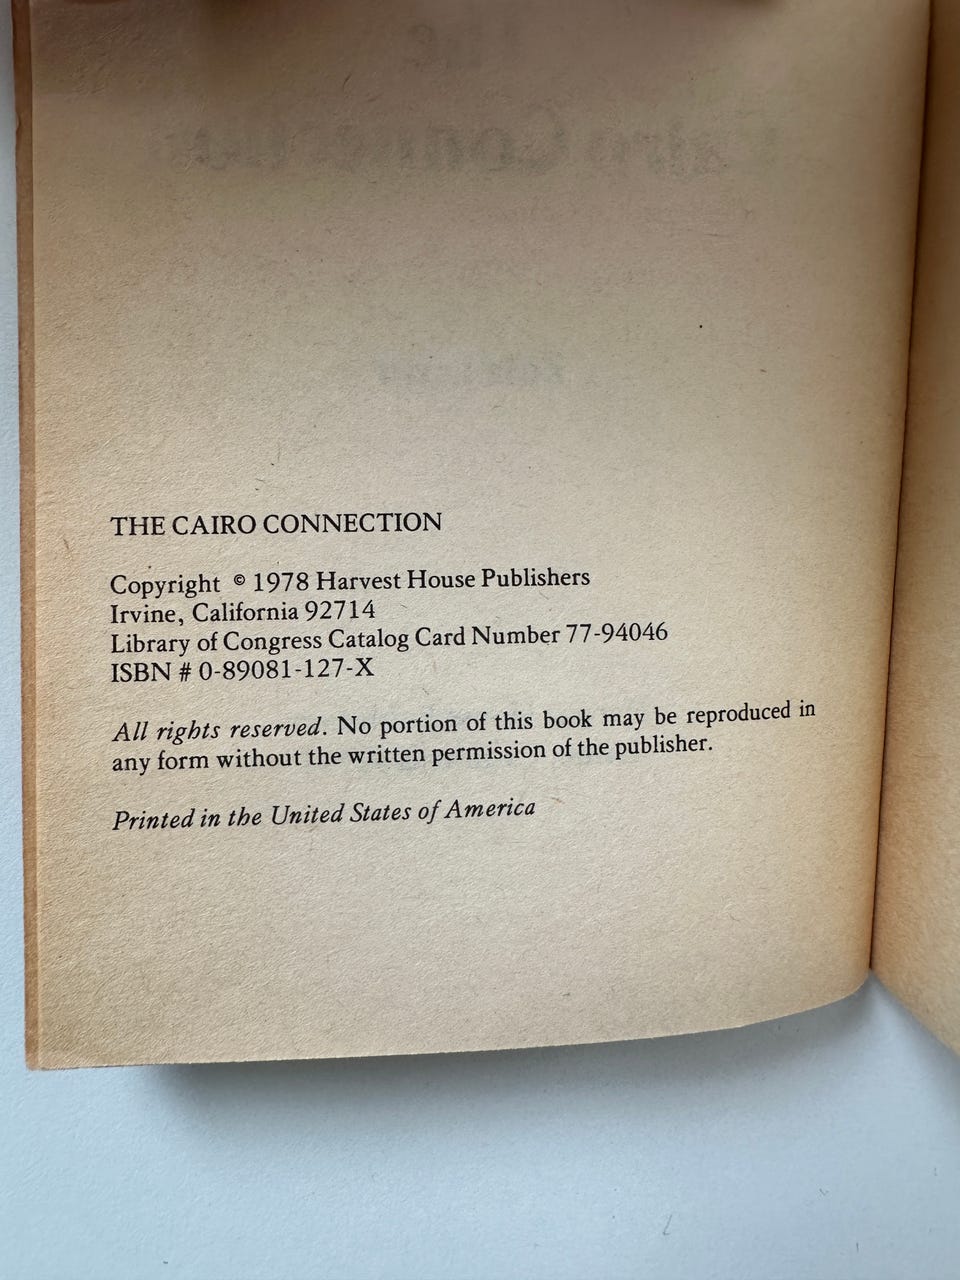 THE CAIRO CONNECTION
Copyright © 1978 Harvest House Publishers
Irvine, California 92714
Library of Congress Catalog Card Number 77-94046
ISBN # 0-89081-127-X
All rights reserved. No portion of this book may be reproduced in
any form without the written permission of the publisher.
Printed in the United States of America